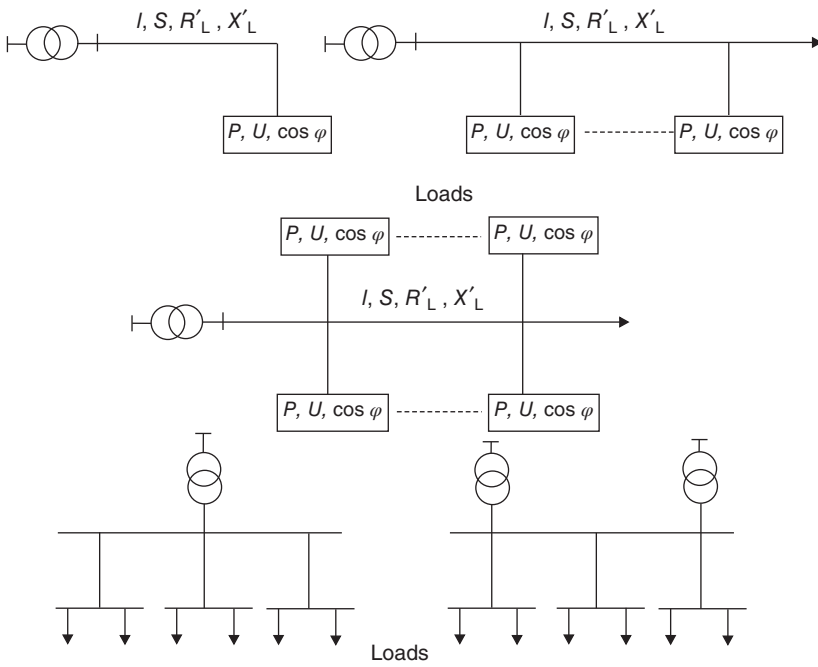 I, S, R′L , X′L
I, S, R′L , X′L
P, U, cos φ
P, U, cos φ
P, U, cos φ
Loads
P, U, cos φ
P, U, cos φ
I, S, R′L , X′L
P, U, cos φ
P, U, cos φ
Loads